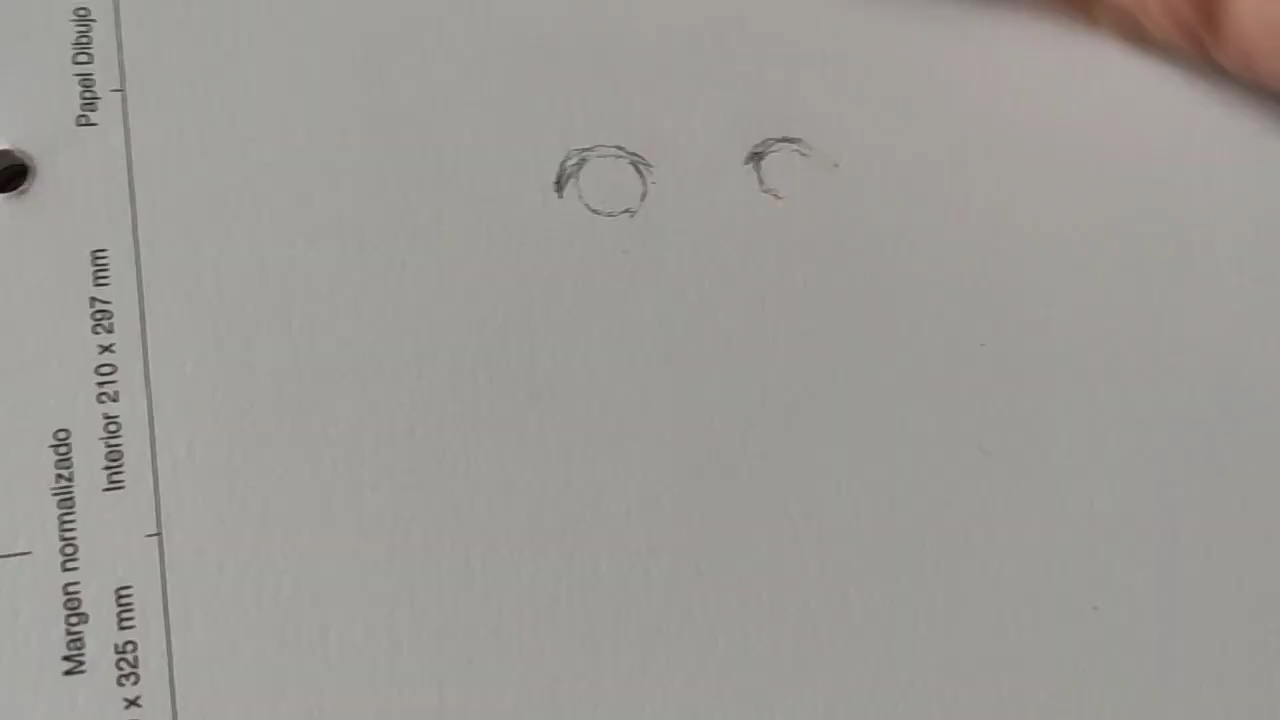 Papel Dibujo
Margen normalizado
Interior 210 x 297 mm
x 325 mm